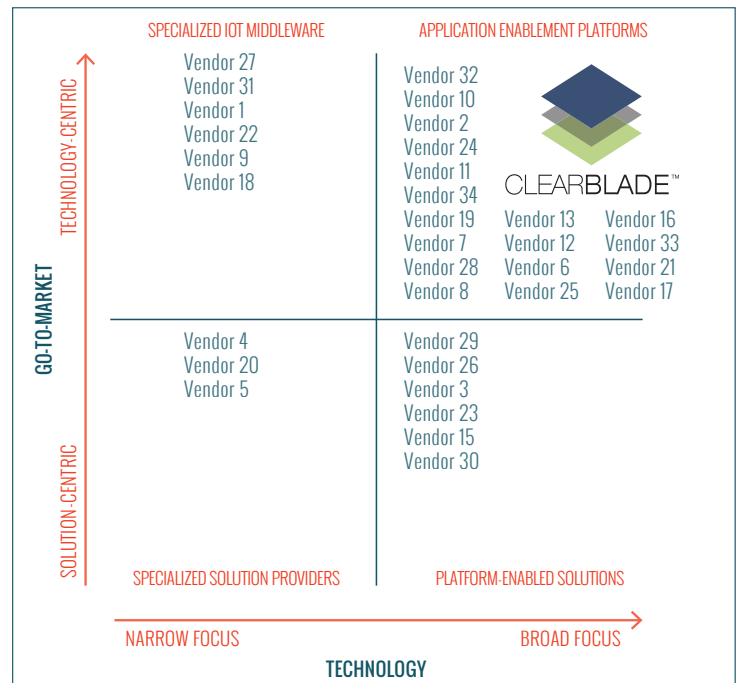 SPECIALIZED IOT MIDDLEWARE
APPLICATION ENABLEMENT PLATFORMS
TECHNOLOGY-CENTRIC
GO-TO-MARKET
SOLUTION-CENTRIC
Vendor 27
Vendor 31
Vendor 1
Vendor 22
Vendor 9
Vendor 18
Vendor 32
Vendor 10
Vendor 2
Vendor 24
Vendor 11
Vendor 34
Vendor 19
Vendor 7
Vendor 28
Vendor 8
CLEARBLADE™
Vendor 13
Vendor 12
Vendor 6
Vendor 25
Vendor 16
Vendor 33
Vendor 21
Vendor 17
Vendor 4
Vendor 20
Vendor 5
Vendor 29
Vendor 26
Vendor 3
Vendor 23
Vendor 15
Vendor 30
SPECIALIZED SOLUTION PROVIDERS
PLATFORM-ENABLED SOLUTIONS
NARROW FOCUS
BROAD FOCUS
TECHNOLOGY